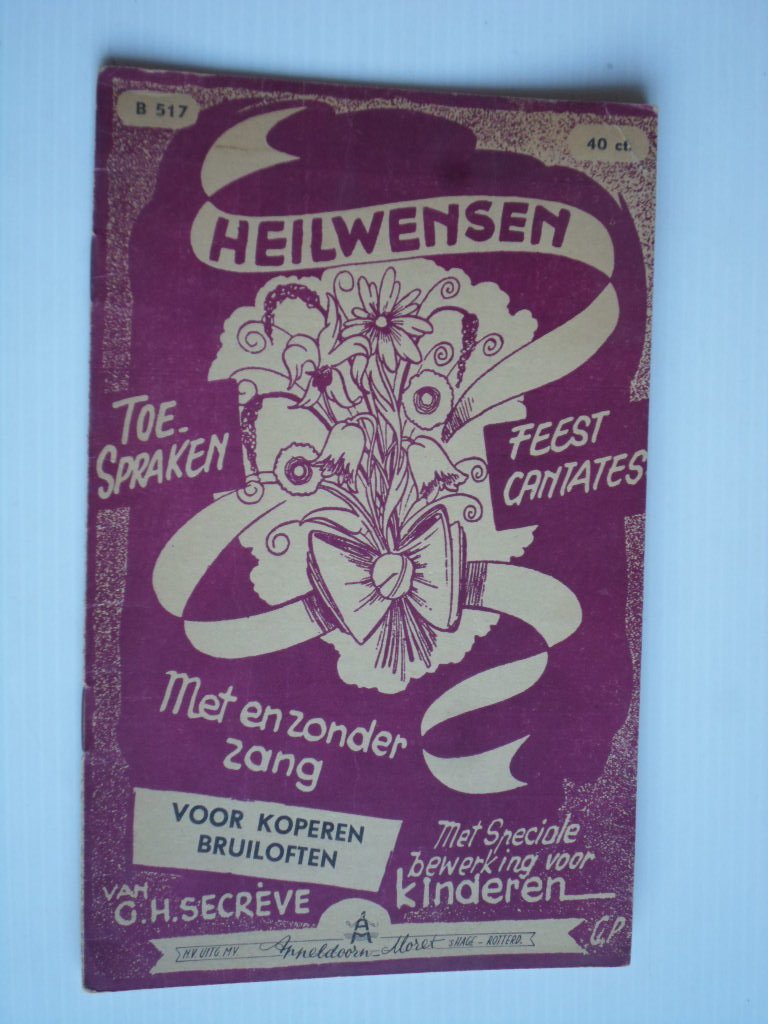 B 517
40 ct.
HEILWENSEN
TOE-
SPRAKEN
FEEST
CANTATES
Met en zonder
zang
VOOR KOPEREN
BRUILOFTEN
Met Speciale
bewerking voor
kinderen
VAN
G.H. SECRÈVE
N.V. UITG. MY Appeldoorn-Moret sHAGE - ROTTERD.
G.P